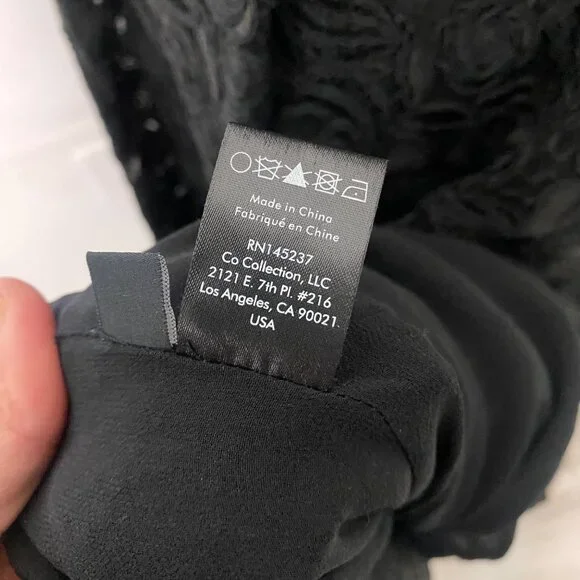 Made in China
Fabriqué en Chine
RN145237
Co Collection, LLC
2121 E. 7th Pl. #216
Los Angeles, CA 90021
USA